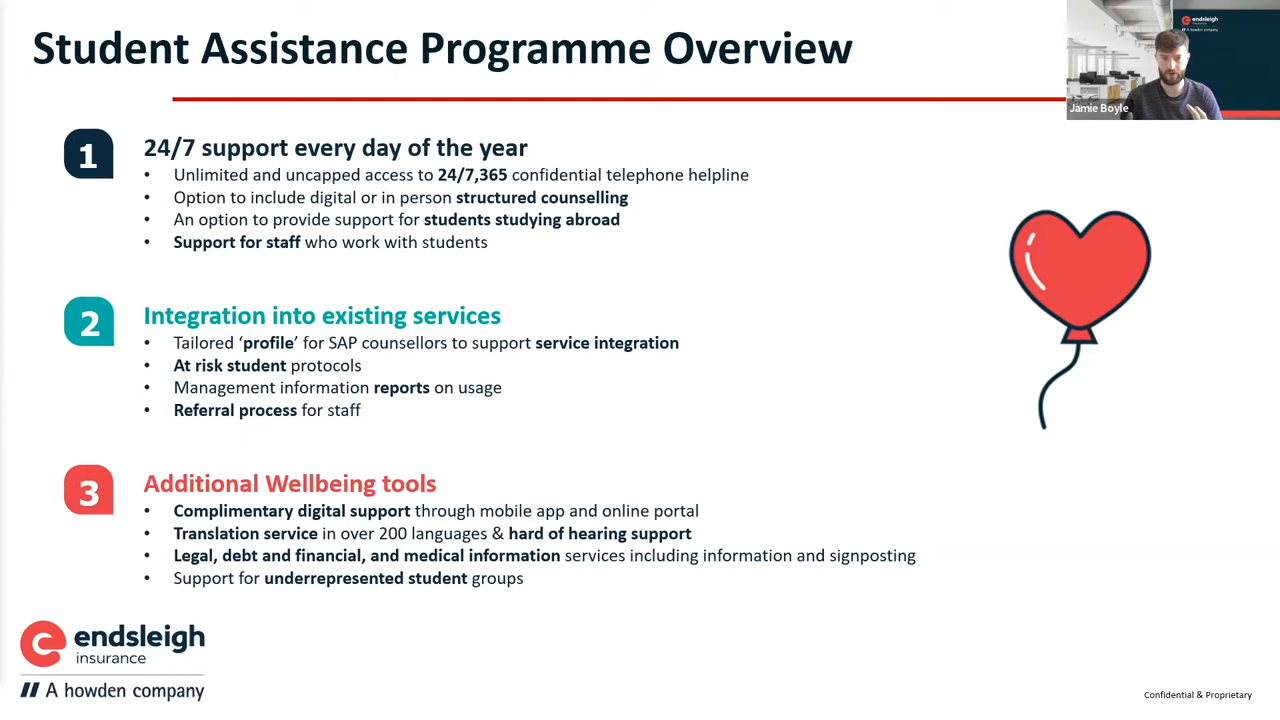 Student Assistance Programme Overview
endsleigh
insurance
A howden company
Jamie Boyle
1
24/7 support every day of the year
• Unlimited and uncapped access to 24/7,365 confidential telephone helpline
• Option to include digital or in person structured counselling
• An option to provide support for students studying abroad
• Support for staff who work with students
2
Integration into existing services
• Tailored ‘profile’ for SAP counsellors to support service integration
• At risk student protocols
• Management information reports on usage
• Referral process for staff
3
Additional Wellbeing tools
• Complimentary digital support through mobile app and online portal
• Translation service in over 200 languages & hard of hearing support
• Legal, debt and financial, and medical information services including information and signposting
• Support for underrepresented student groups
endsleigh
insurance
A howden company
Confidential & Proprietary